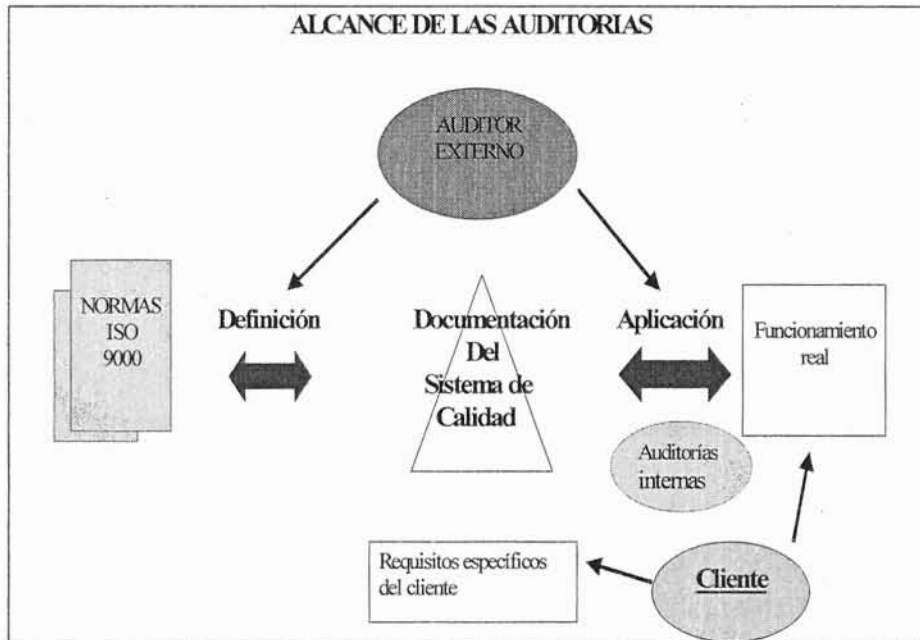 ALCANCE DE LAS AUDITORIAS
AUDITOR
EXTERNO
NORMAS
ISO
9000
Definición
Documentación
Del
Sistema de
Calidad
Aplicación
Funcionamiento
real
Auditorías
internas
Requisitos específicos
del cliente
Cliente